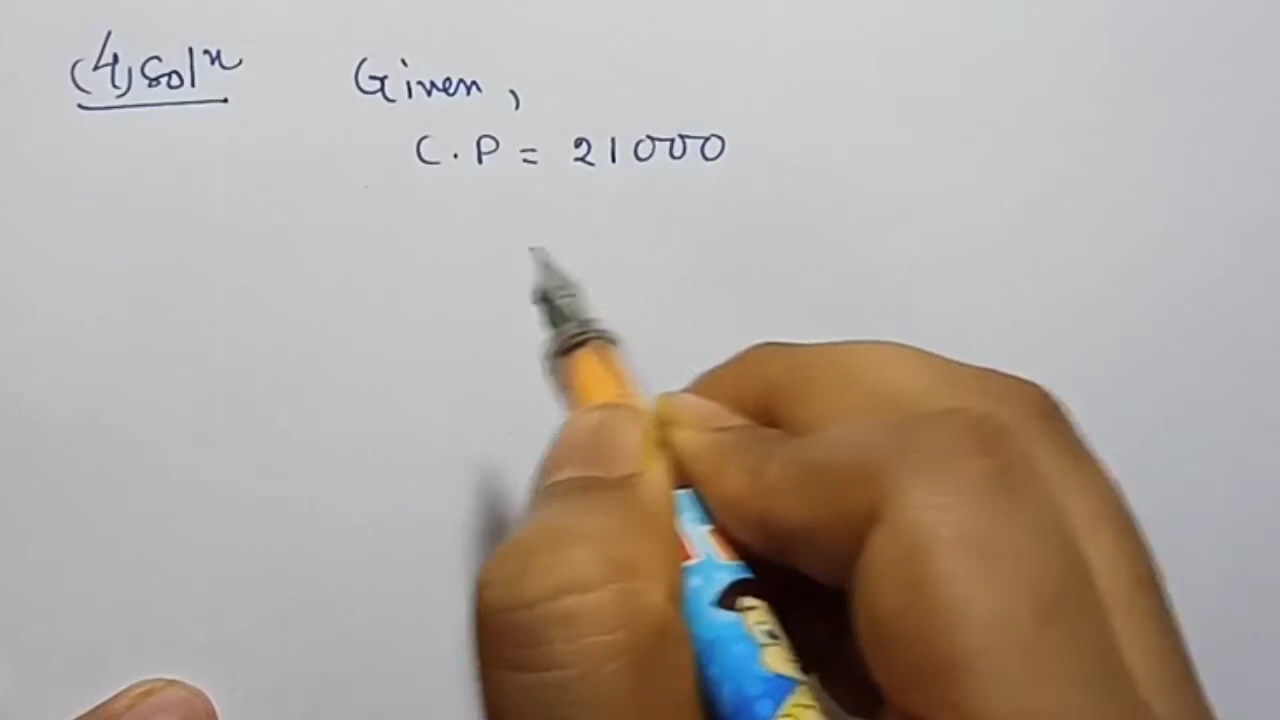 (4) Solⁿ Given,
C.P = 21000